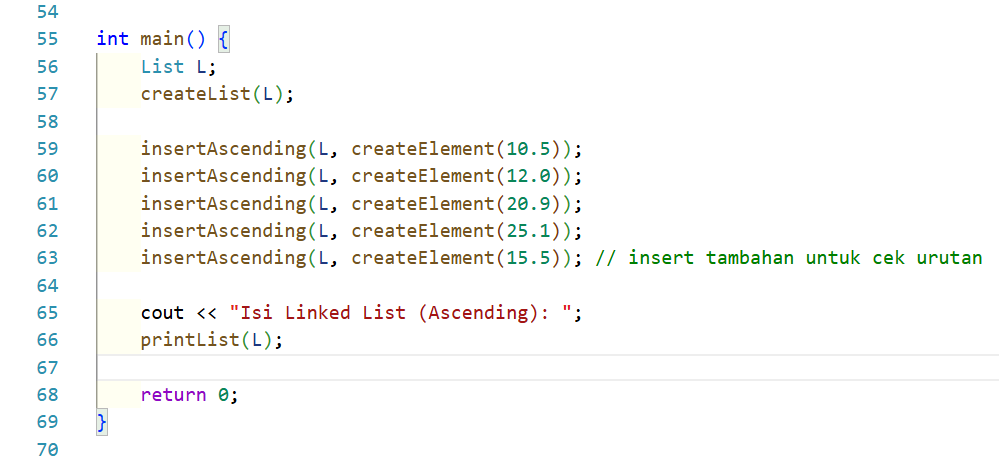 54
55 int main() {
56 List L;
57 createList(L);
58
59 insertAscending(L, createElement(10.5));
60 insertAscending(L, createElement(12.0));
61 insertAscending(L, createElement(20.9));
62 insertAscending(L, createElement(25.1));
63 insertAscending(L, createElement(15.5)); // insert tambahan untuk cek urutan
64
65 cout << "Isi Linked List (Ascending): ";
66 printList(L);
67
68 return 0;
69 }
70